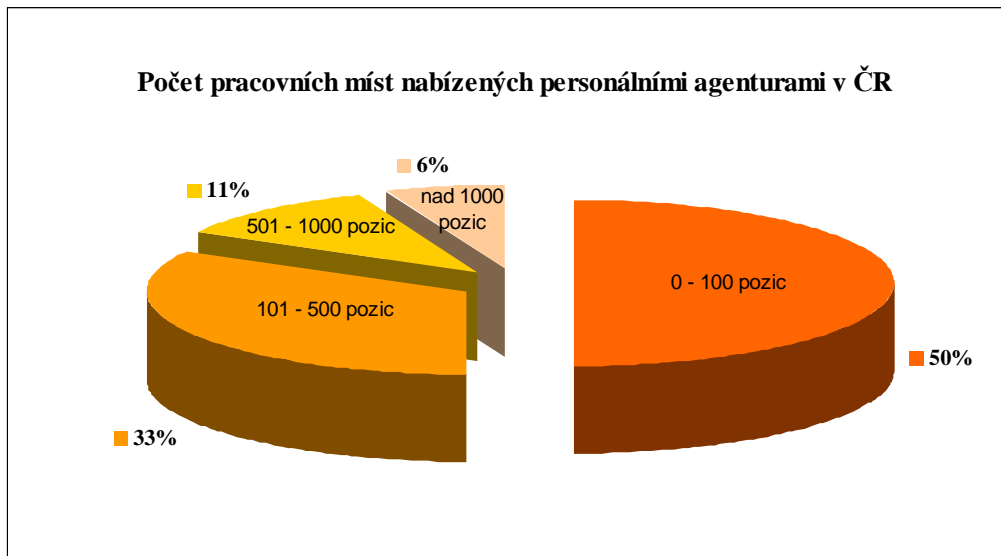 Počet pracovních míst nabízených personálními agenturami v ČR
6%
nad 1000
pozic
11%
501 - 1000 pozic
0 - 100 pozic
101 - 500 pozic
50%
33%